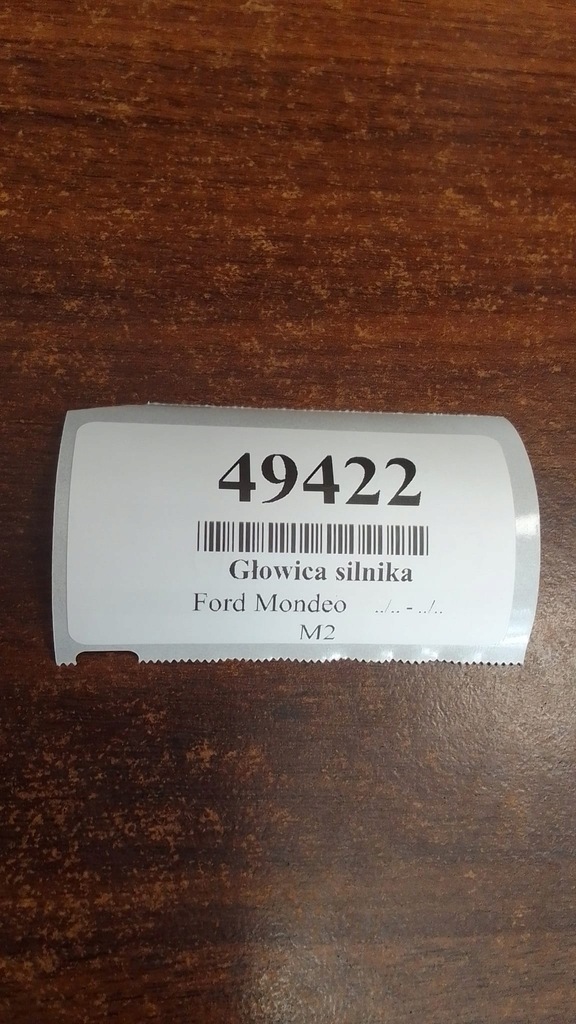 49422
Głowica silnika
Ford Mondeo ../.. - ../..
M2